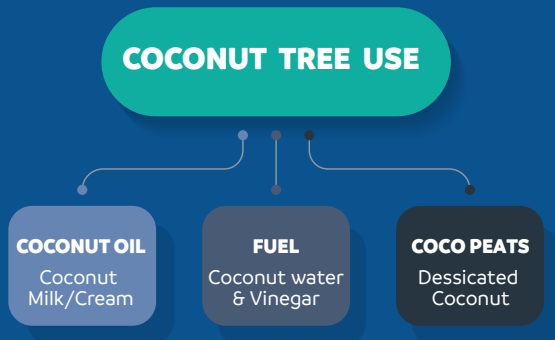 COCONUT TREE USE
COCONUT OIL
Coconut
Milk/Cream
FUEL
Coconut water
& Vinegar
COCO PEATS
Dessicated
Coconut